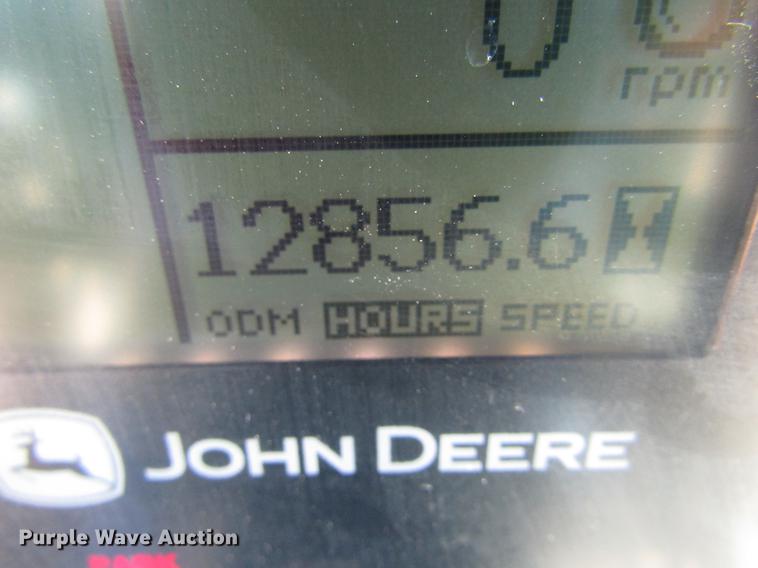 rpm
12856.6
ODM HOURS SPEED
JOHN DEERE
Purple Wave Auction